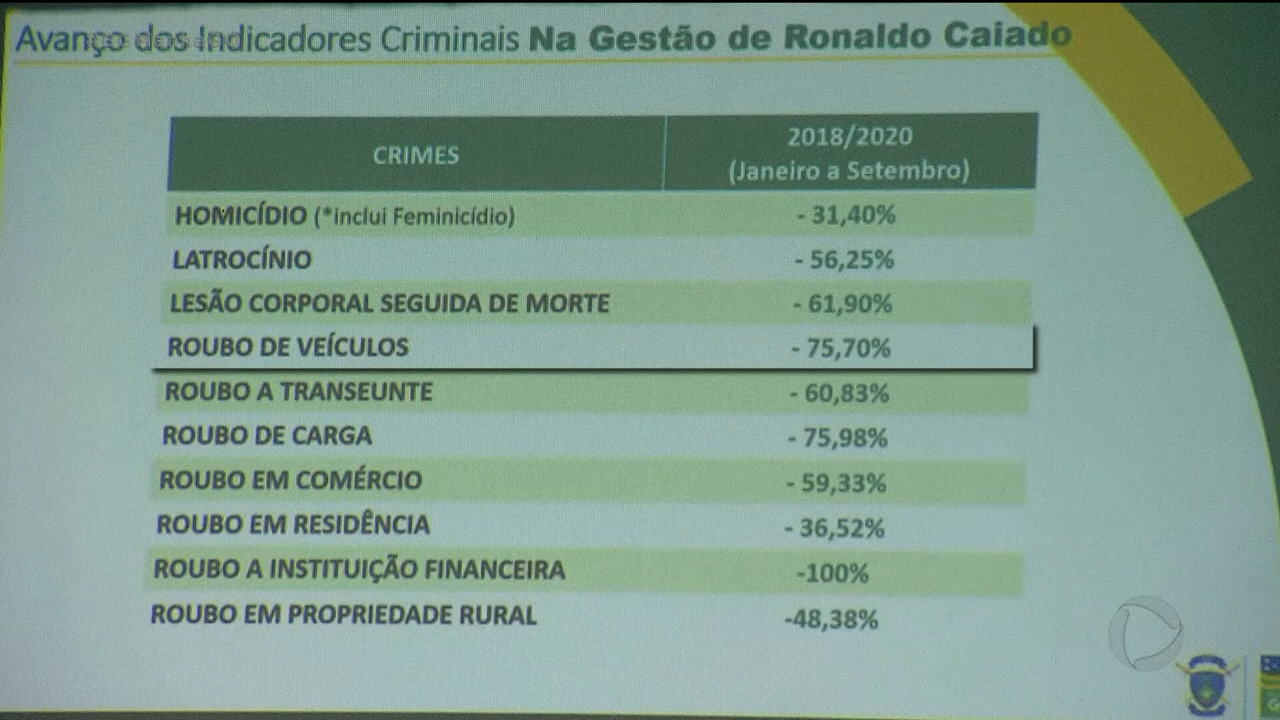 Avanço dos Indicadores Criminais Na Gestão de Ronaldo Caiado
CRIMES
2018/2020
(Janeiro a Setembro)
HOMICÍDIO (*inclui Feminicídio) - 31,40%
LATROCÍNIO - 56,25%
LESÃO CORPORAL SEGUIDA DE MORTE - 61,90%
ROUBO DE VEÍCULOS - 75,70%
ROUBO A TRANSEUNTE - 60,83%
ROUBO DE CARGA - 75,98%
ROUBO EM COMÉRCIO - 59,33%
ROUBO EM RESIDÊNCIA - 36,52%
ROUBO A INSTITUIÇÃO FINANCEIRA -100%
ROUBO EM PROPRIEDADE RURAL -48,38%